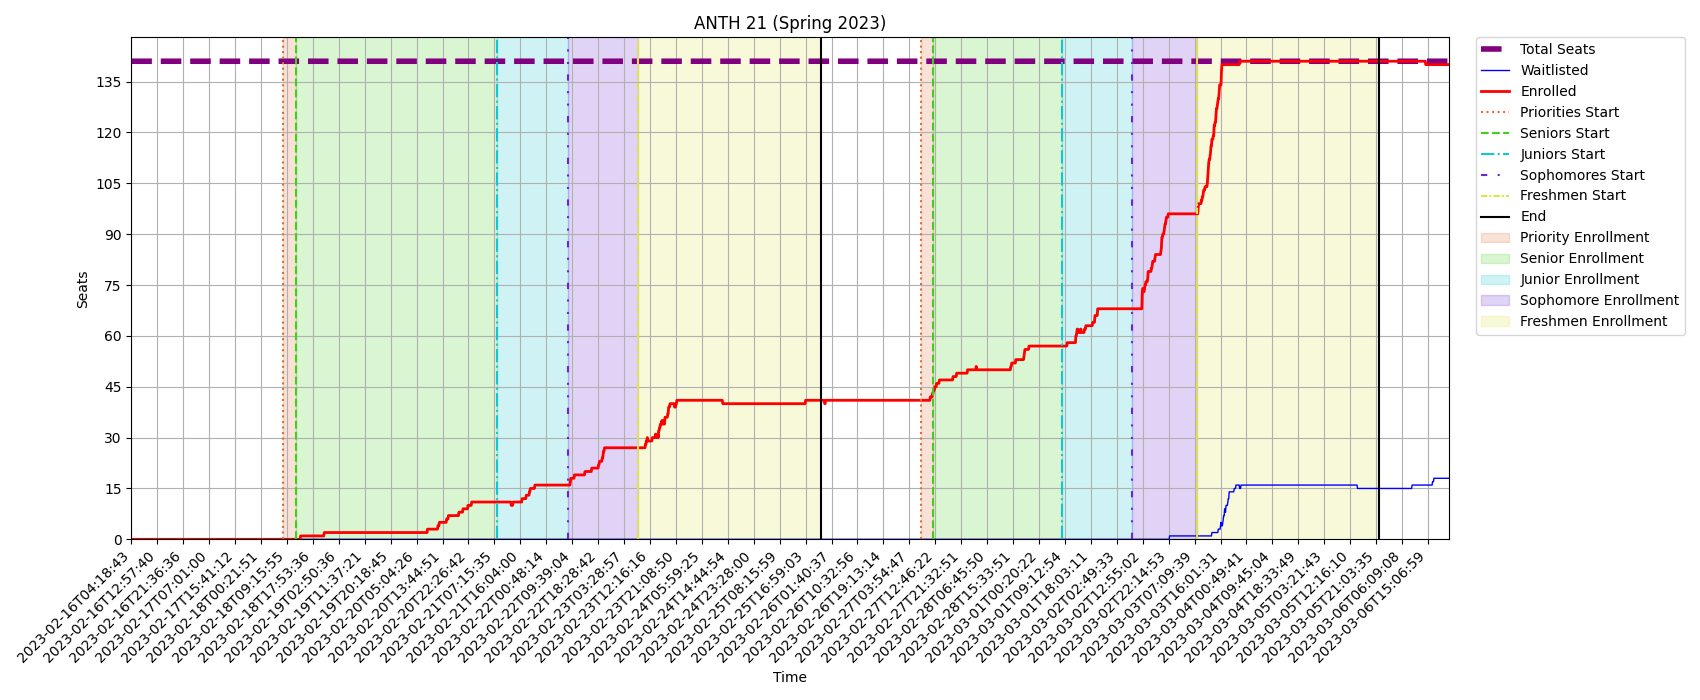 ANTH 21 (Spring 2023)
Seats
135
120
105
90
75
60
45
30
15
0
2023-02-16T04:18:43
2023-02-16T12:57:40
2023-02-16T21:36:36
2023-02-17T07:01:00
2023-02-17T15:41:12
2023-02-18T00:21:51
2023-02-18T09:15:55
2023-02-18T17:53:36
2023-02-19T02:50:36
2023-02-19T11:37:21
2023-02-19T20:18:45
2023-02-20T05:04:26
2023-02-20T13:44:51
2023-02-20T22:26:42
2023-02-21T07:15:35
2023-02-21T16:04:00
2023-02-22T00:48:14
2023-02-22T09:39:04
2023-02-22T18:28:42
2023-02-23T03:28:57
2023-02-23T12:16:16
2023-02-23T21:08:50
2023-02-24T05:59:25
2023-02-24T14:44:54
2023-02-24T23:28:00
2023-02-25T08:15:59
2023-02-25T16:59:03
2023-02-26T01:40:37
2023-02-26T10:32:56
2023-02-26T19:13:14
2023-02-27T03:54:47
2023-02-27T12:46:22
2023-02-27T21:32:51
2023-02-28T06:45:50
2023-02-28T15:33:51
2023-03-01T00:20:22
2023-03-01T09:12:54
2023-03-01T18:03:11
2023-03-02T02:49:33
2023-03-02T12:55:02
2023-03-02T22:14:53
2023-03-03T07:09:39
2023-03-03T16:01:31
2023-03-04T00:49:41
2023-03-04T09:45:04
2023-03-04T18:33:49
2023-03-05T03:21:43
2023-03-05T12:16:10
2023-03-05T21:03:35
2023-03-06T06:09:08
2023-03-06T15:06:59
Time
Total Seats
Waitlisted
Enrolled
Priorities Start
Seniors Start
Juniors Start
Sophomores Start
Freshmen Start
End
Priority Enrollment
Senior Enrollment
Junior Enrollment
Sophomore Enrollment
Freshmen Enrollment